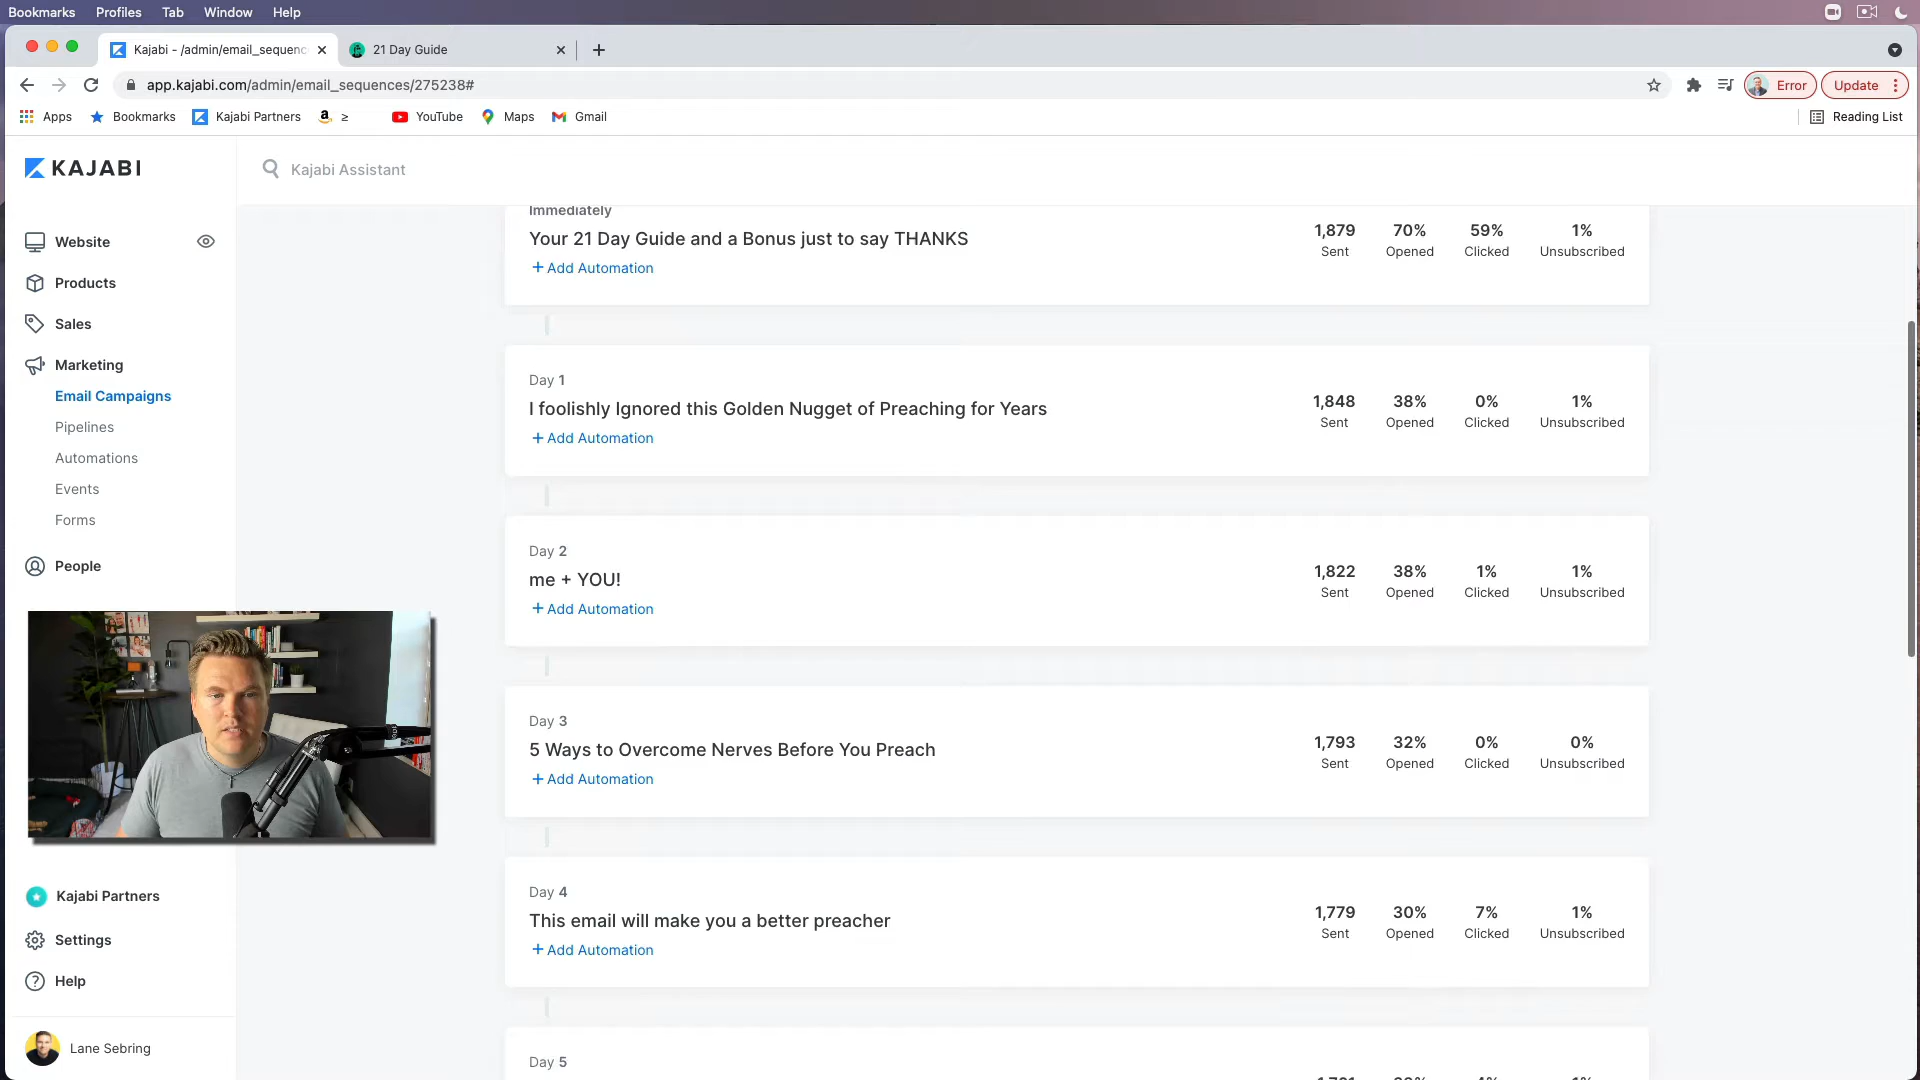 Bookmarks Profiles Tab Window Help
Kajabi - /admin/email_sequenc 21 Day Guide
app.kajabi.com/admin/email_sequences/275238# Error Update
Apps Bookmarks Kajabi Partners ≥ YouTube Maps Gmail Reading List
KAJABI
Kajabi Assistant
Website
Products
Sales
Marketing
Email Campaigns
Pipelines
Automations
Events
Forms
People
Kajabi Partners
Settings
Help
Lane Sebring
Immediately
Your 21 Day Guide and a Bonus just to say THANKS
+ Add Automation
1,879 70% 59% 1%
Sent Opened Clicked Unsubscribed
Day 1
I foolishly Ignored this Golden Nugget of Preaching for Years
+ Add Automation
1,848 38% 0% 1%
Sent Opened Clicked Unsubscribed
Day 2
me + YOU!
+ Add Automation
1,822 38% 1% 1%
Sent Opened Clicked Unsubscribed
Day 3
5 Ways to Overcome Nerves Before You Preach
+ Add Automation
1,793 32% 0% 0%
Sent Opened Clicked Unsubscribed
Day 4
This email will make you a better preacher
+ Add Automation
1,779 30% 7% 1%
Sent Opened Clicked Unsubscribed
Day 5